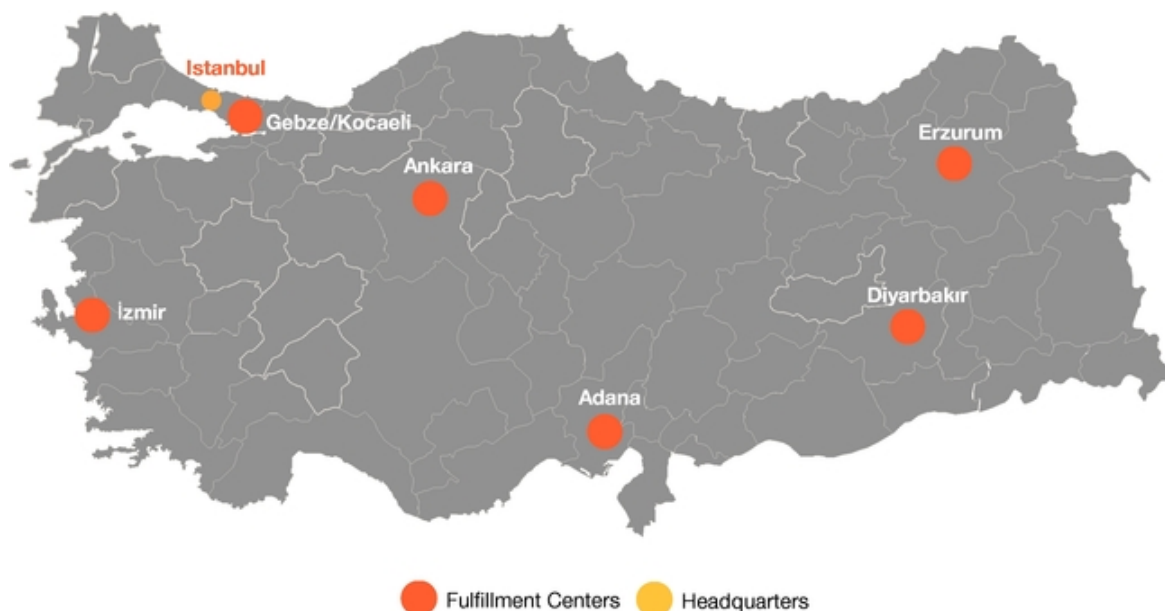 Istanbul
Gebze/Kocaeli
Ankara
Erzurum
İzmir
Diyarbakır
Adana
Fulfillment Centers
Headquarters